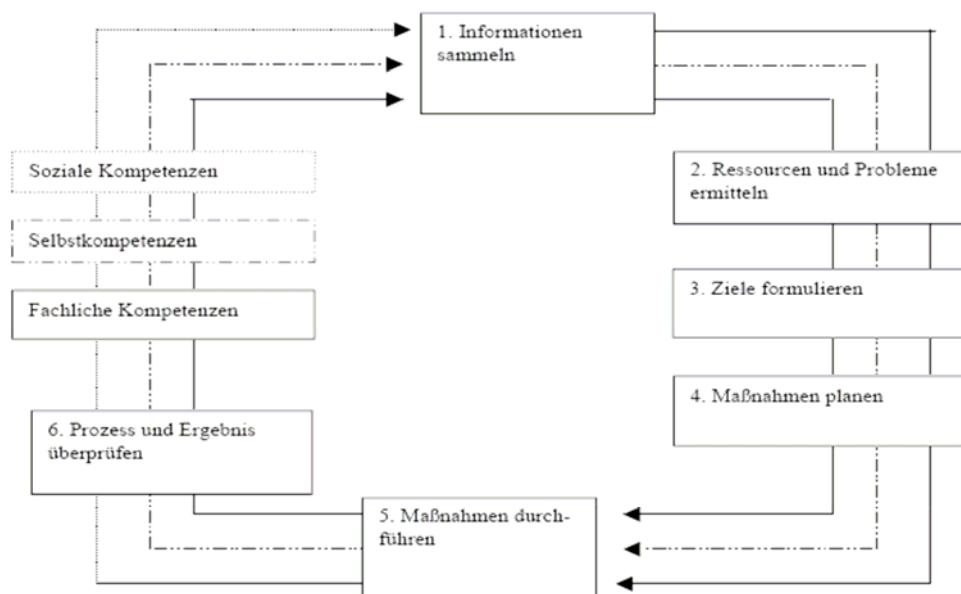 1. Informationen
sammeln
Soziale Kompetenzen
2. Ressourcen und Probleme
ermitteln
Selbstkompetenzen
3. Ziele formulieren
Fachliche Kompetenzen
4. Maßnahmen planen
6. Prozess und Ergebnis
überprüfen
5. Maßnahmen durch-
führen